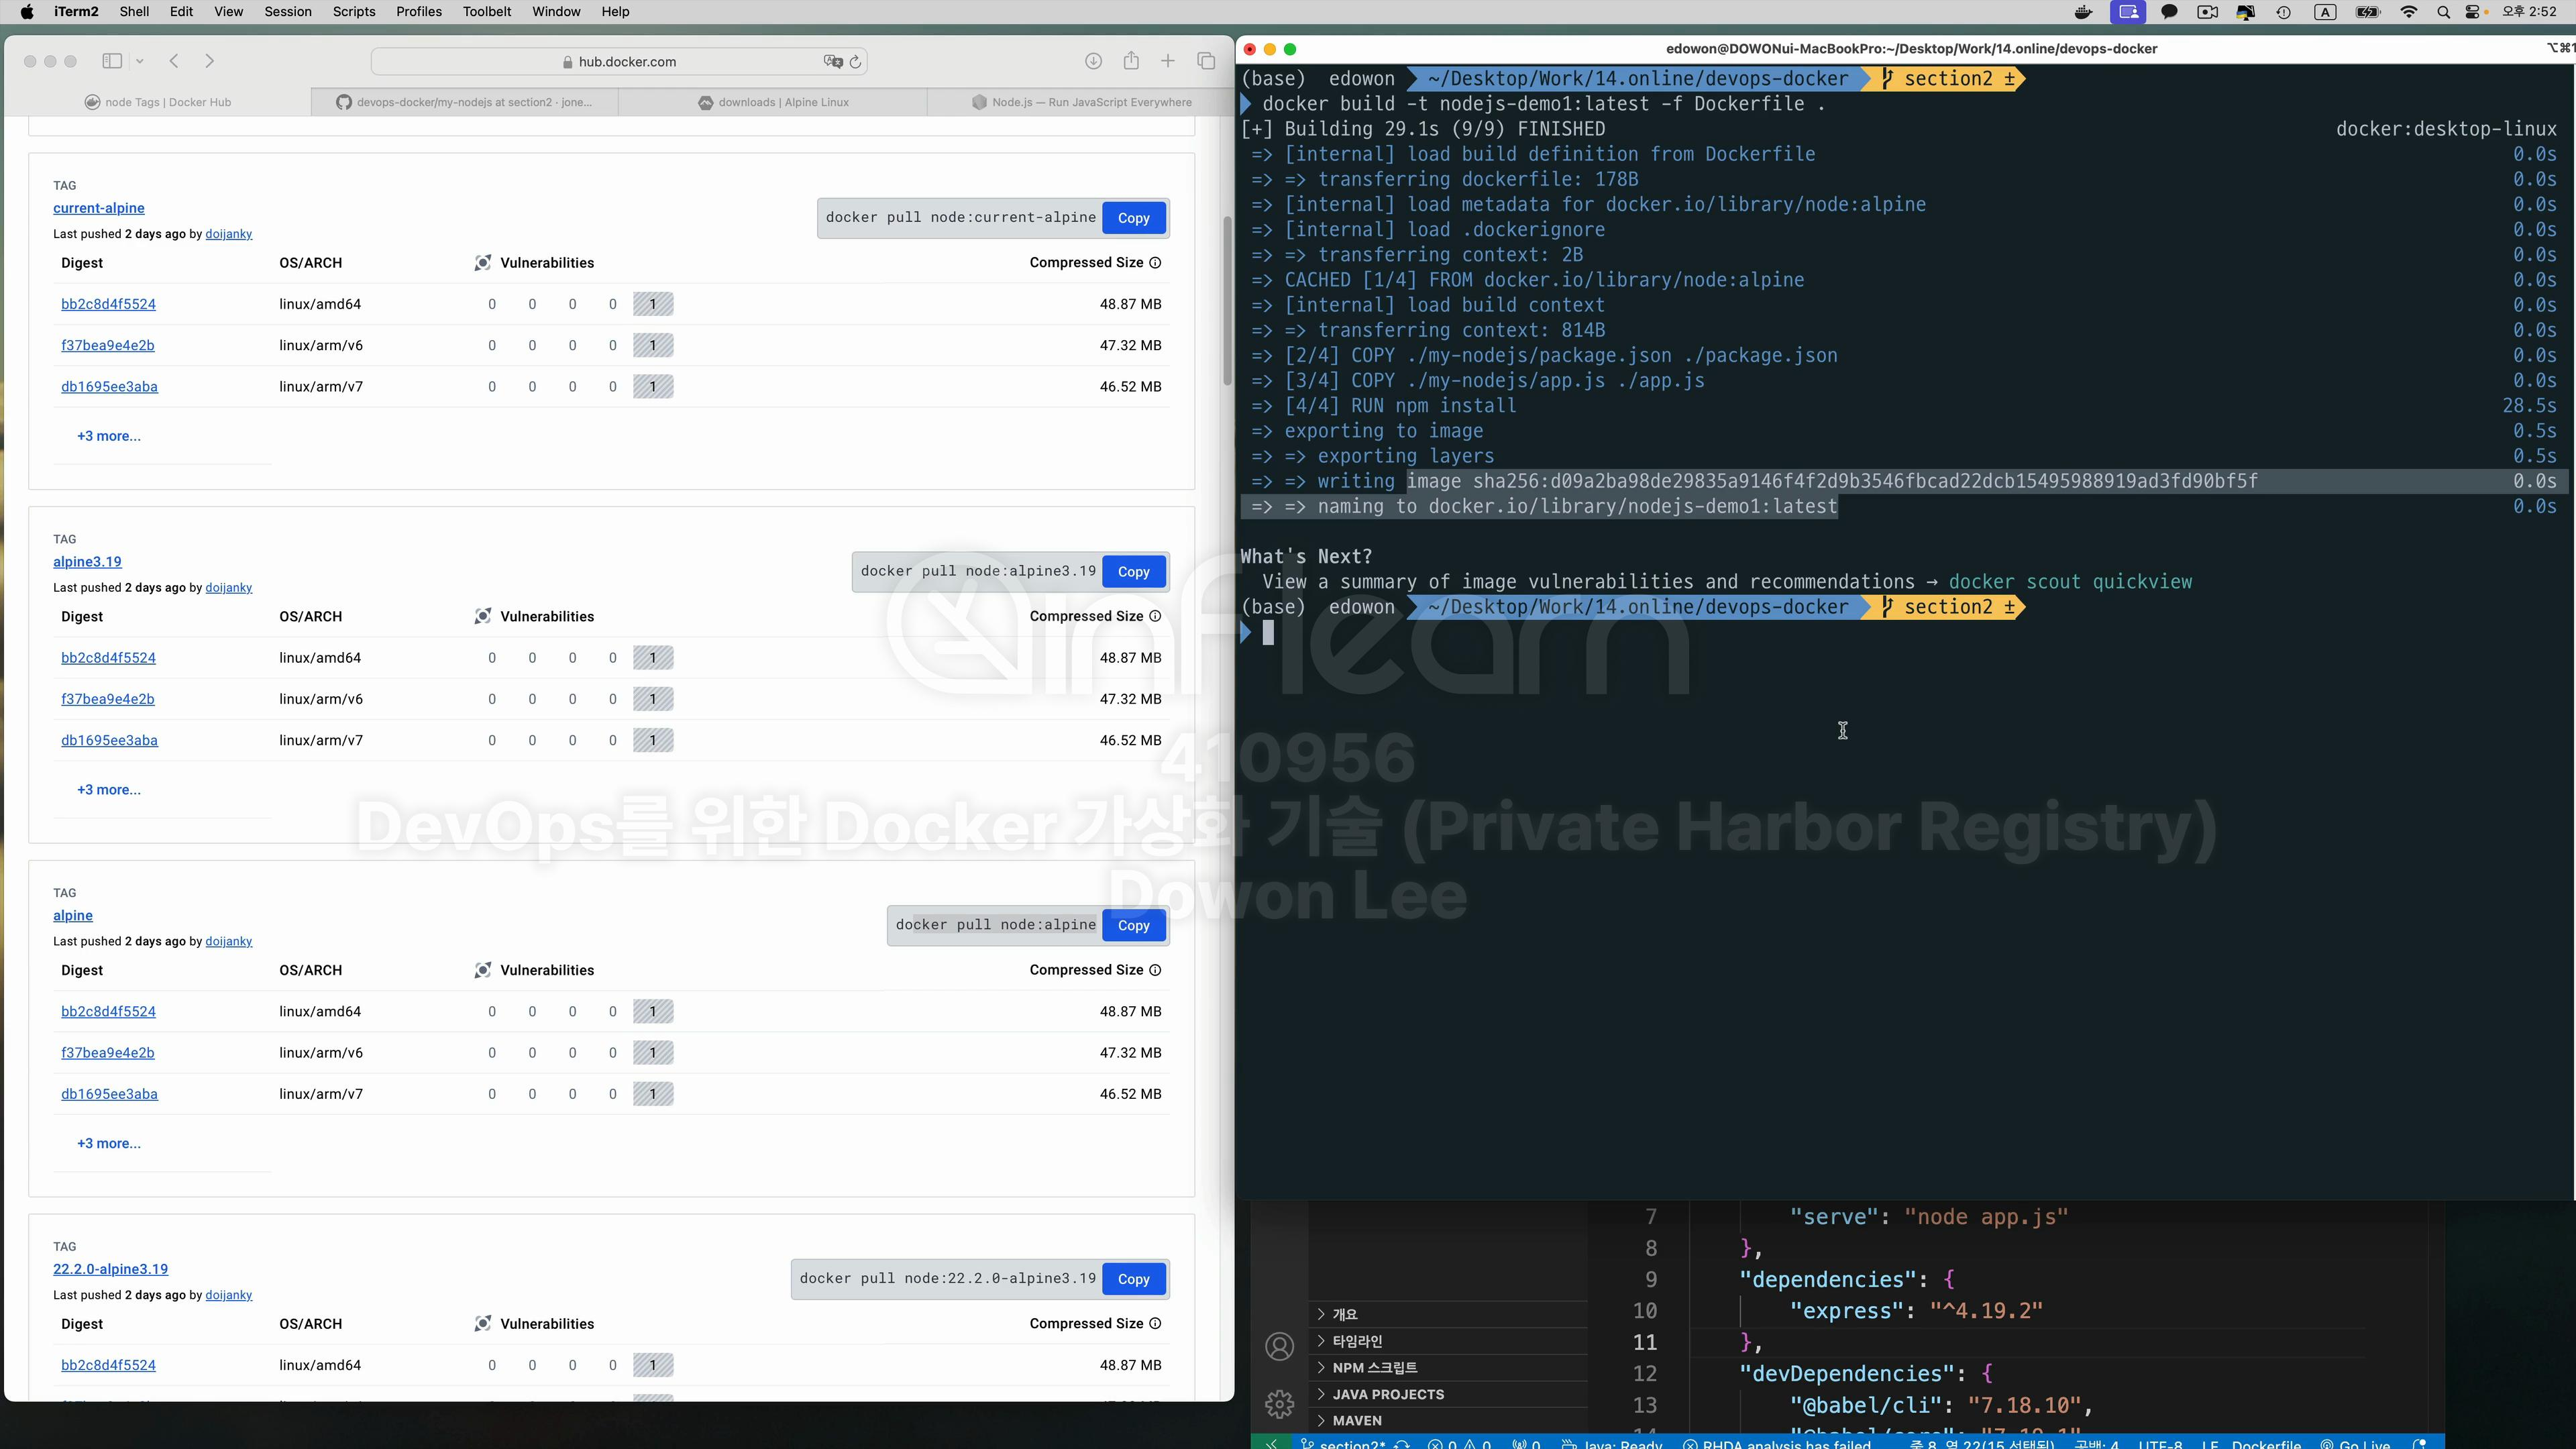 iTerm2 Shell Edit View Session Scripts Profiles Toolbelt Window Help
A 오후 2:52
hub.docker.com
node Tags | Docker Hub
devops-docker/my-nodejs at section2 · jone...
downloads | Alpine Linux
Node.js — Run JavaScript Everywhere
TAG
current-alpine
docker pull node:current-alpine Copy
Last pushed 2 days ago by doijanky
Digest OS/ARCH Vulnerabilities Compressed Size
bb2c8d4f5524 linux/amd64 0 0 0 0 1 48.87 MB
f37bea9e4e2b linux/arm/v6 0 0 0 0 1 47.32 MB
db1695ee3aba linux/arm/v7 0 0 0 0 1 46.52 MB
+3 more...
TAG
alpine3.19
docker pull node:alpine3.19 Copy
Last pushed 2 days ago by doijanky
Digest OS/ARCH Vulnerabilities Compressed Size
bb2c8d4f5524 linux/amd64 0 0 0 0 1 48.87 MB
f37bea9e4e2b linux/arm/v6 0 0 0 0 1 47.32 MB
db1695ee3aba linux/arm/v7 0 0 0 0 1 46.52 MB
+3 more...
TAG
alpine
docker pull node:alpine Copy
Last pushed 2 days ago by doijanky
Digest OS/ARCH Vulnerabilities Compressed Size
bb2c8d4f5524 linux/amd64 0 0 0 0 1 48.87 MB
f37bea9e4e2b linux/arm/v6 0 0 0 0 1 47.32 MB
db1695ee3aba linux/arm/v7 0 0 0 0 1 46.52 MB
+3 more...
TAG
22.2.0-alpine3.19
docker pull node:22.2.0-alpine3.19 Copy
Last pushed 2 days ago by doijanky
Digest OS/ARCH Vulnerabilities Compressed Size
bb2c8d4f5524 linux/amd64 0 0 0 0 1 48.87 MB
edowon@DOWONui-MacBookPro:~/Desktop/Work/14.online/devops-docker ⌥⌘1
(base) edowon ~/Desktop/Work/14.online/devops-docker section2 ±
docker build -t nodejs-demo1:latest -f Dockerfile .
[+] Building 29.1s (9/9) FINISHED docker:desktop-linux
=> [internal] load build definition from Dockerfile 0.0s
=> => transferring dockerfile: 178B 0.0s
=> [internal] load metadata for docker.io/library/node:alpine 0.0s
=> [internal] load .dockerignore 0.0s
=> => transferring context: 2B 0.0s
=> CACHED [1/4] FROM docker.io/library/node:alpine 0.0s
=> [internal] load build context 0.0s
=> => transferring context: 814B 0.0s
=> [2/4] COPY ./my-nodejs/package.json ./package.json 0.0s
=> [3/4] COPY ./my-nodejs/app.js ./app.js 0.0s
=> [4/4] RUN npm install 28.5s
=> exporting to image 0.5s
=> => exporting layers 0.5s
=> => writing image sha256:d09a2ba98de29835a9146f4f2d9b3546fbcad22dcb15495988919ad3fd90bf5f 0.0s
=> => naming to docker.io/library/nodejs-demo1:latest 0.0s
What's Next?
View a summary of image vulnerabilities and recommendations → docker scout quickview
(base) edowon ~/Desktop/Work/14.online/devops-docker section2 ±
inflearn
410956
DevOps를 위한 Docker 가상화 기술 (Private Harbor Registry)
Dowon Lee
개요
타임라인
NPM 스크립트
JAVA PROJECTS
MAVEN
7 "serve": "node app.js"
8 },
9 "dependencies": {
10 "express": "^4.19.2"
11 },
12 "devDependencies": {
13 "@babel/cli": "7.18.10",
section2* 0 0 0 Java: Ready RHDA analysis has failed 줄 8, 열 22(15 선택됨) 공백: 4 UTF-8 LF Dockerfile Go Live